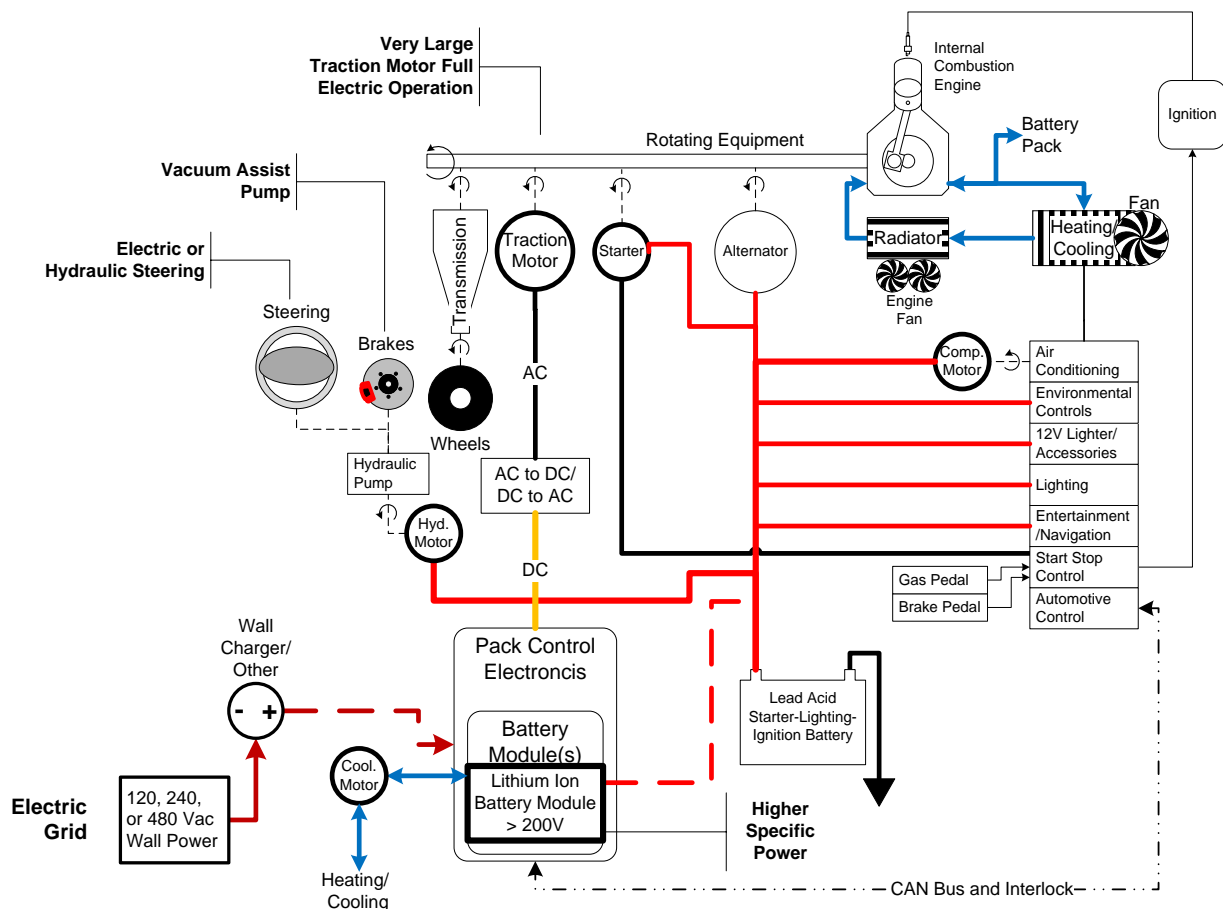 Very Large
Traction Motor Full
Electric Operation
Internal
Combustion
Engine
Ignition
Rotating Equipment
Battery
Pack
Vacuum Assist
Pump
Electric or
Hydraulic Steering
Transmission
Traction
Motor
Starter
Alternator
Radiator
Engine
Fan
Heating/
Cooling
Fan
Steering
Brakes
Wheels
AC
Comp.
Motor
Air
Conditioning
Environmental
Controls
12V Lighter/
Accessories
Lighting
Entertainment
/Navigation
Start Stop
Control
Automotive
Control
Gas Pedal
Brake Pedal
Hydraulic
Pump
AC to DC/
DC to AC
Hyd.
Motor
DC
Wall
Charger/
Other
- +
Pack Control
Electroncis
Battery
Module(s)
Lithium Ion
Battery Module
> 200V
Lead Acid
Starter-Lighting-
Ignition Battery
Cool.
Motor
Electric
Grid
120, 240,
or 480 Vac
Wall Power
Heating/
Cooling
Higher
Specific
Power
CAN Bus and Interlock